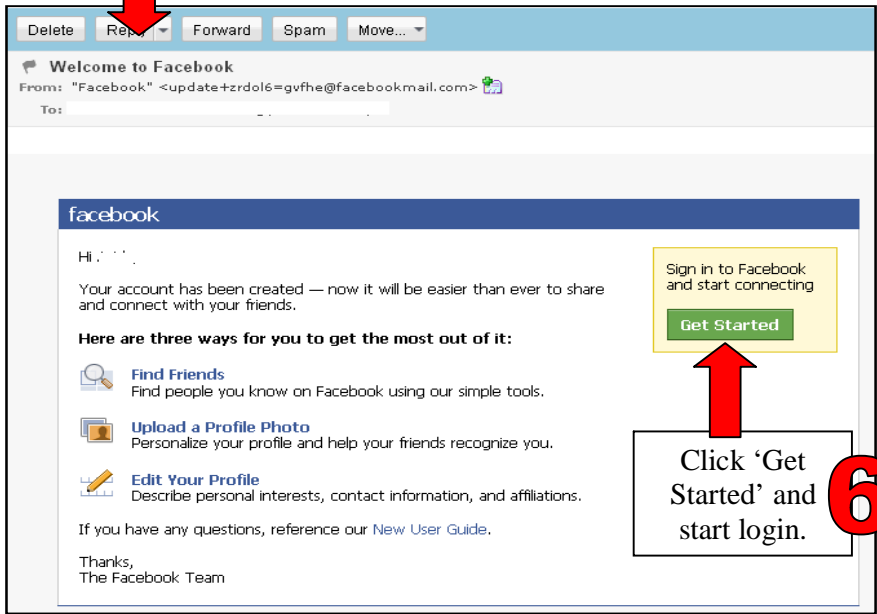 Delete Reply Forward Spam Move...
Welcome to Facebook
From: "Facebook" <update+zrdol6=gvfhe@facebookmail.com>
To:
facebook
Hi
Sign in to Facebook
and start connecting
Get Started
Your account has been created — now it will be easier than ever to share
and connect with your friends.
Here are three ways for you to get the most out of it:
Find Friends
Find people you know on Facebook using our simple tools.
Upload a Profile Photo
Personalize your profile and help your friends recognize you.
Edit Your Profile
Describe personal interests, contact information, and affiliations.
If you have any questions, reference our New User Guide.
Thanks,
The Facebook Team
Click ‘Get
Started’ and
start login.
6